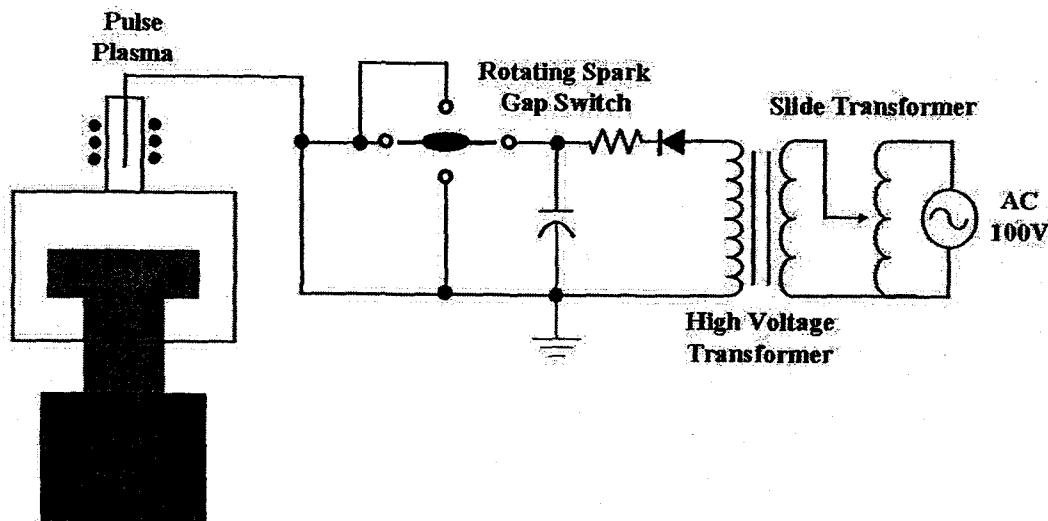 Pulse
Plasma
Rotating Spark
Gap Switch
Slide Transformer
AC
100V
High Voltage
Transformer